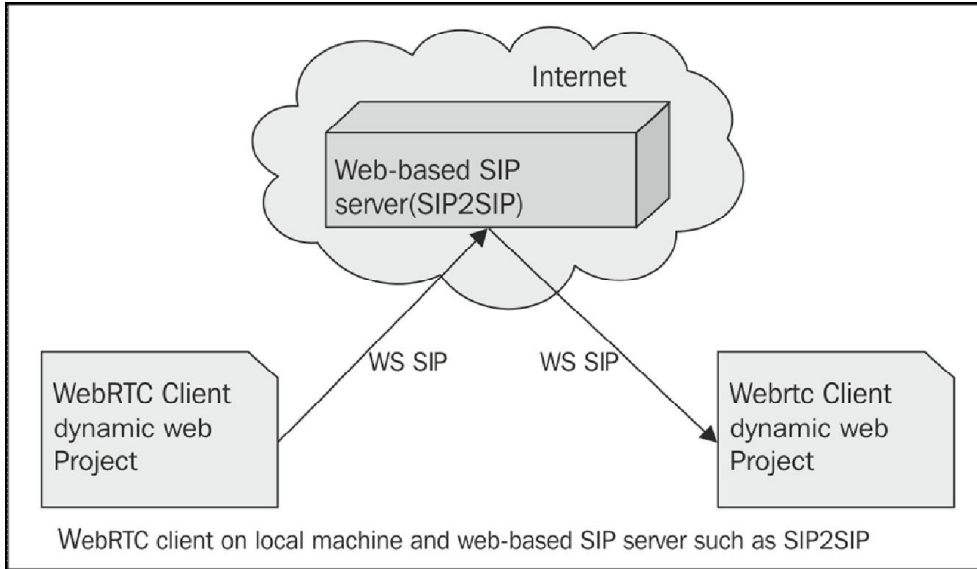 Internet
Web-based SIP
server(SIP2SIP)
WS SIP
WS SIP
WebRTC Client
dynamic web
Project
Webrtc Client
dynamic web
Project
WebRTC client on local machine and web-based SIP server such as SIP2SIP